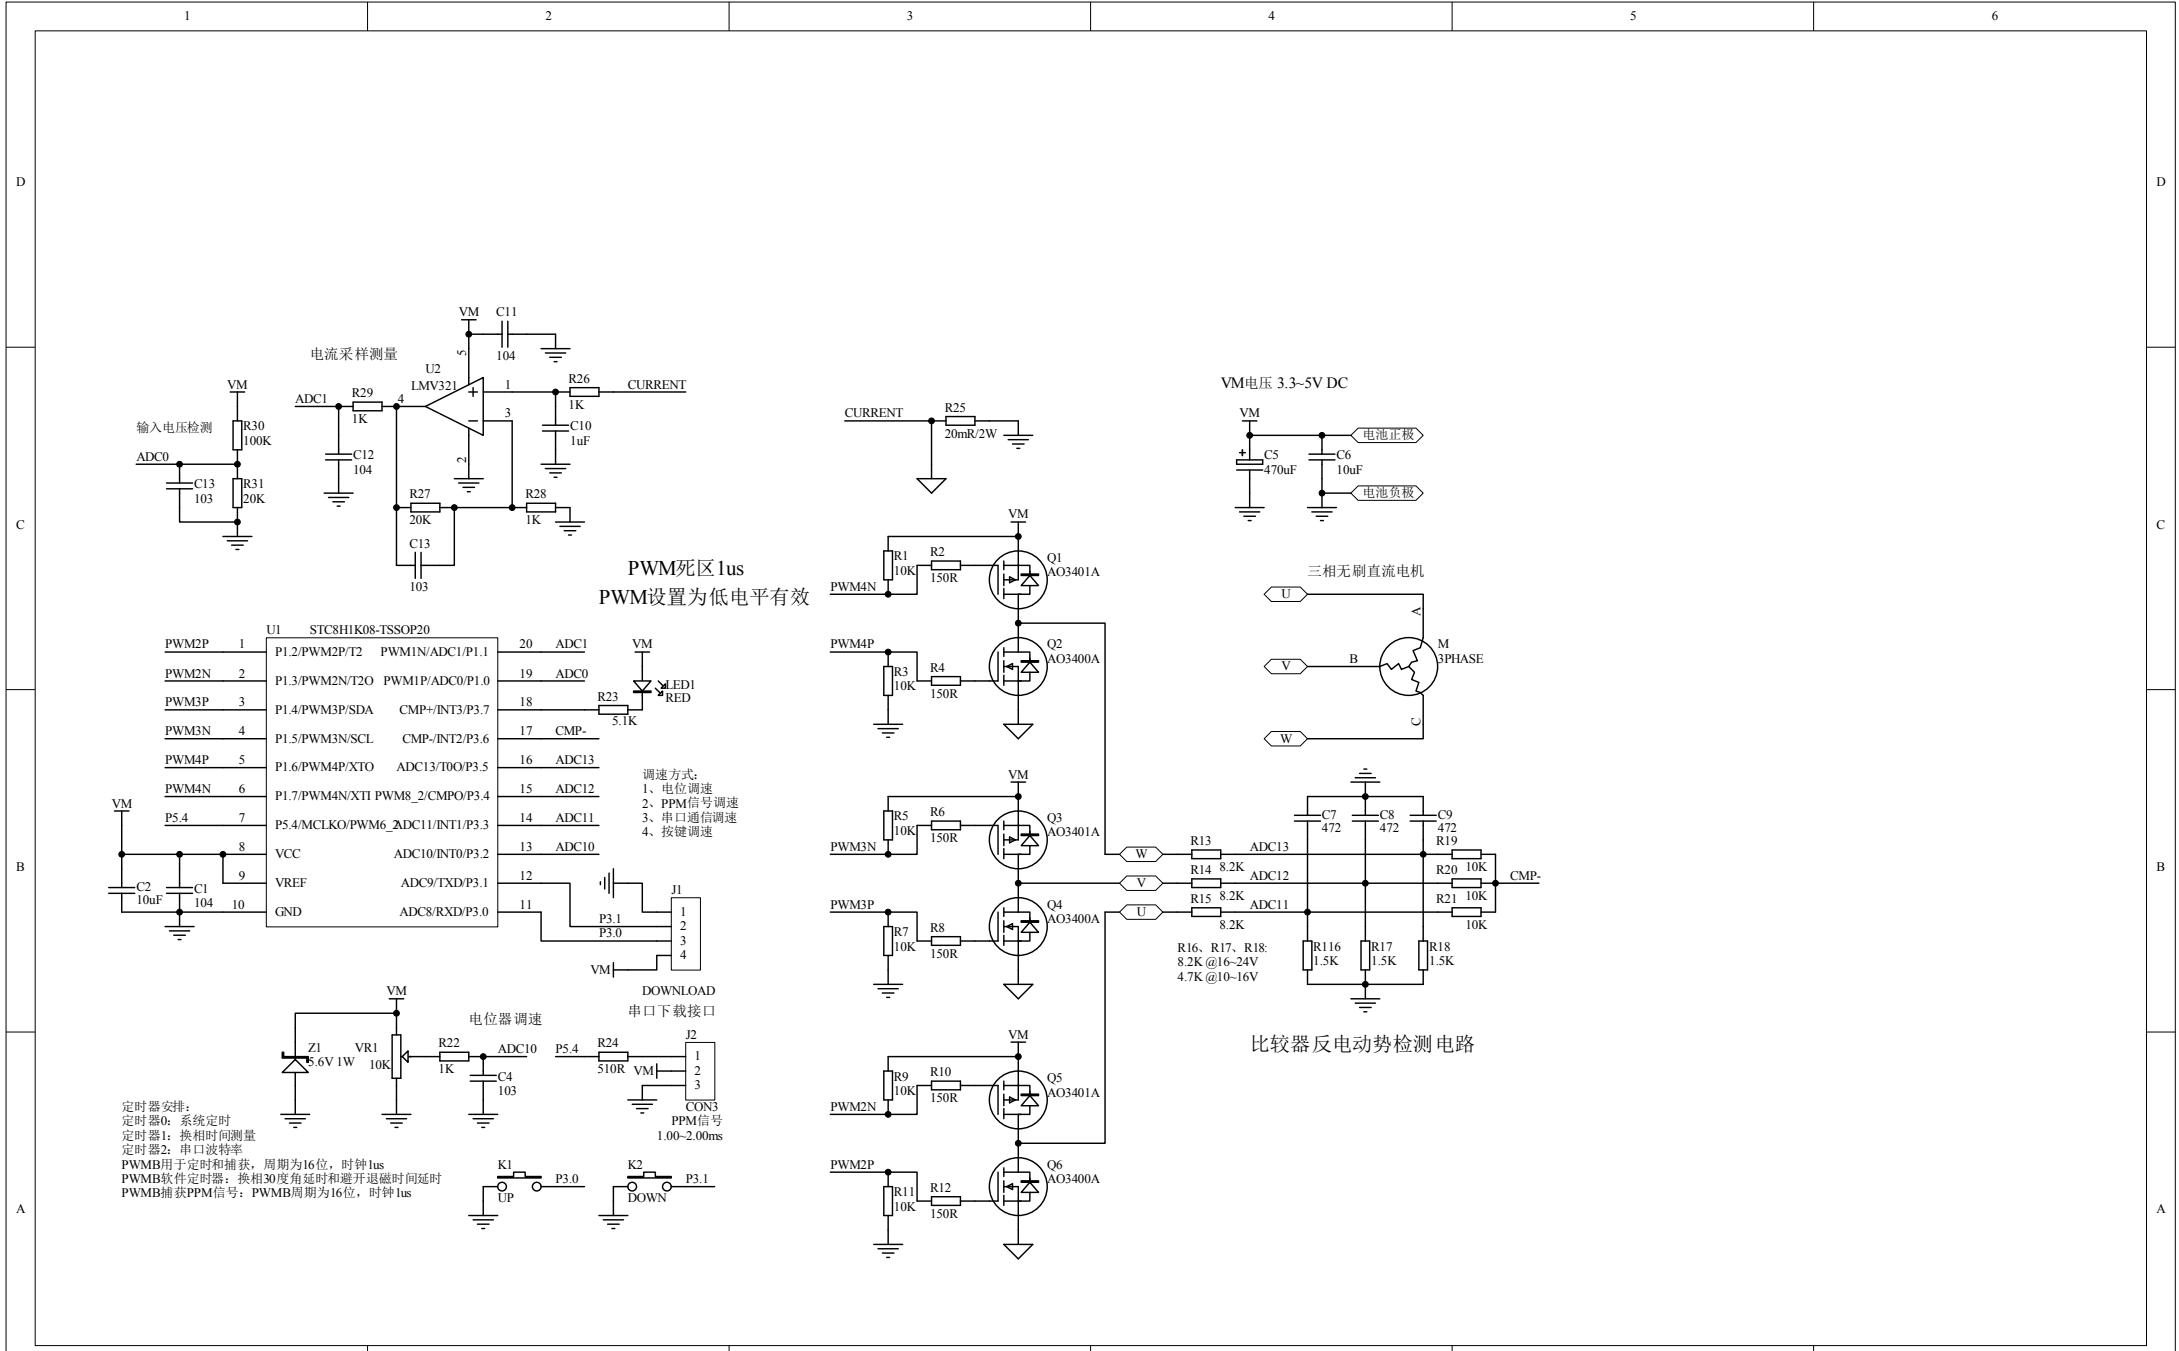 1 2 3 4 5 6
D D
C C
B B
A A
电流采样测量
VM
C11
104
5
U2
LMV321
1
3
4
2
R26
1K
CURRENT
C10
1uF
ADC1
R29
1K
C12
104
R27
20K
R28
1K
C13
103
VM
输入电压检测
R30
100K
ADC0
C13
103
R31
20K
CURRENT
R25
20mR/2W
VM电压 3.3~5V DC
VM
电池正极
+
C5
470uF
C6
10uF
电池负极
PWM死区1us
PWM设置为低电平有效
U1 STC8H1K08-TSSOP20
PWM2P 1 P1.2/PWM2P/T2 PWM1N/ADC1/P1.1 20 ADC1
PWM2N 2 P1.3/PWM2N/T2O PWM1P/ADC0/P1.0 19 ADC0
PWM3P 3 P1.4/PWM3P/SDA CMP+/INT3/P3.7 18
PWM3N 4 P1.5/PWM3N/SCL CMP-/INT2/P3.6 17 CMP-
PWM4P 5 P1.6/PWM4P/XTO ADC13/T0O/P3.5 16 ADC13
PWM4N 6 P1.7/PWM4N/XTI PWM8_2/CMPO/P3.4 15 ADC12
P5.4 7 P5.4/MCLKO/PWM6_2 ADC11/INT1/P3.3 14 ADC11
8 VCC ADC10/INT0/P3.2 13 ADC10
9 VREF ADC9/TXD/P3.1 12
10 GND ADC8/RXD/P3.0 11
VM
C2
10uF
C1
104
VM
LED1
RED
R23
5.1K
调速方式:
1、电位调速
2、PPM信号调速
3、串口通信调速
4、按键调速
J1
1
2
3
4
P3.1
P3.0
VM
DOWNLOAD
串口下载接口
VM
电位器调速
Z1
5.6V 1W
VR1
10K
R22
1K
ADC10
C4
103
P5.4
R24
510R
VM
J2
1
2
3
CON3
PPM信号
1.00~2.00ms
定时器安排:
定时器0: 系统定时
定时器1: 换相时间测量
定时器2: 串口波特率
PWMB用于定时和捕获, 周期为16位, 时钟1us
PWMB软件定时器: 换相30度角延时和避开退磁时间延时
PWMB捕获PPM信号: PWMB周期为16位, 时钟1us
K1
UP
P3.0
K2
DOWN
P3.1
VM
R1
10K
R2
150R
Q1
AO3401A
PWM4N
PWM4P
R3
10K
R4
150R
Q2
AO3400A
VM
R5
10K
R6
150R
Q3
AO3401A
PWM3N
PWM3P
R7
10K
R8
150R
Q4
AO3400A
VM
R9
10K
R10
150R
Q5
AO3401A
PWM2N
PWM2P
R11
10K
R12
150R
Q6
AO3400A
三相无刷直流电机
U
V
W
A
B
C
M
3PHASE
C7
472
C8
472
C9
472
W
R13
8.2K
ADC13
R19
10K
V
R14
8.2K
ADC12
R20
10K
CMP-
U
R15
8.2K
ADC11
R21
10K
R116
1.5K
R17
1.5K
R18
1.5K
R16、R17、R18:
8.2K @16~24V
4.7K @10~16V
比较器反电动势检测电路